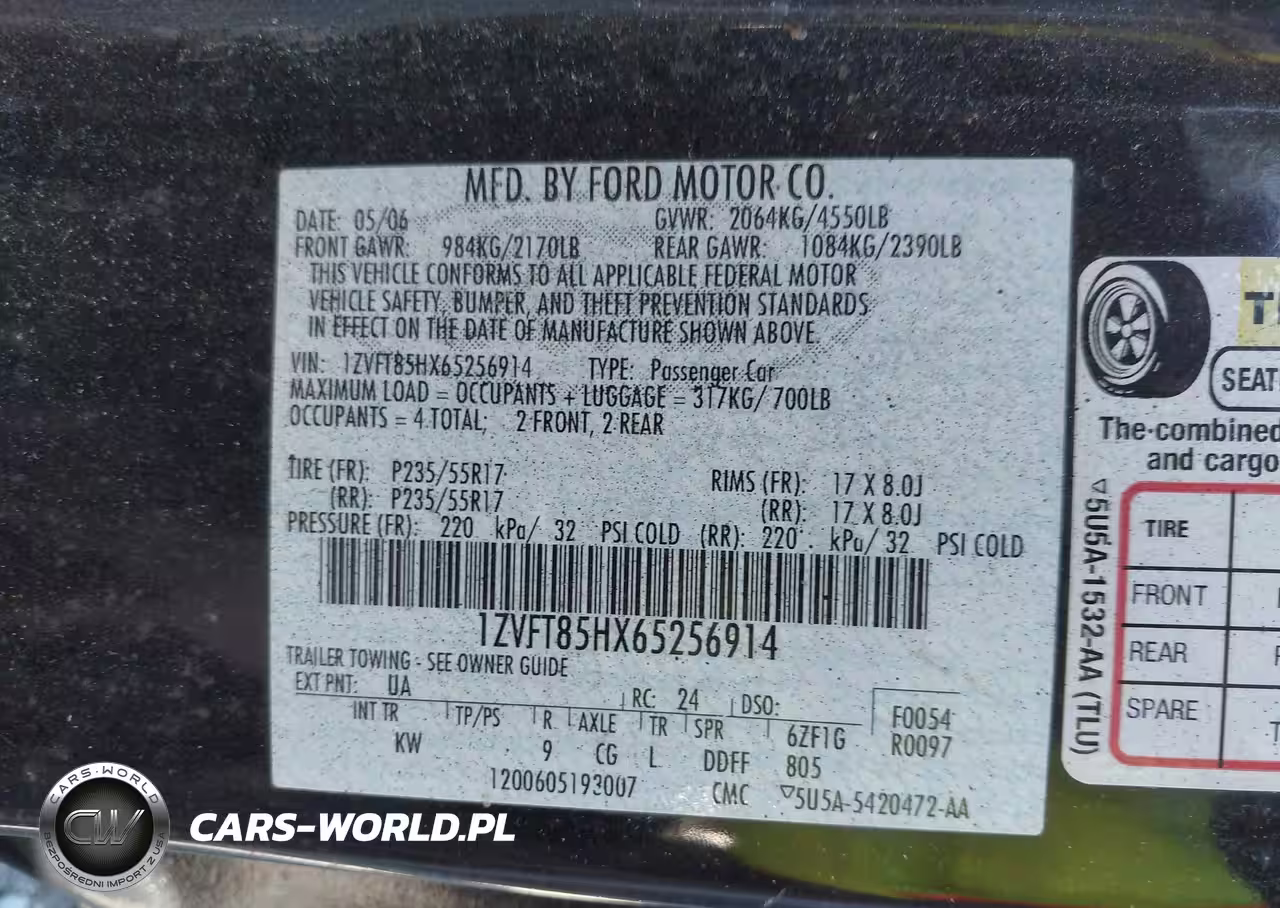 MFD. BY FORD MOTOR CO.
DATE: 05/06 GVWR: 2064KG/4550LB
FRONT GAWR: 984KG/2170LB REAR GAWR: 1084KG/2390LB
THIS VEHICLE CONFORMS TO ALL APPLICABLE FEDERAL MOTOR
VEHICLE SAFETY, BUMPER, AND THEFT PREVENTION STANDARDS
IN EFFECT ON THE DATE OF MANUFACTURE SHOWN ABOVE.
VIN: 1ZVFT85HX65256914 TYPE: Passenger Car
MAXIMUM LOAD = OCCUPANTS + LUGGAGE = 317KG/700LB
OCCUPANTS = 4 TOTAL; 2 FRONT, 2 REAR
TIRE (FR): P235/55R17 RIMS (FR): 17 X 8.0J
(RR): P235/55R17 (RR): 17 X 8.0J
PRESSURE (FR): 220 kPa/ 32 PSI COLD (RR): 220 kPa/ 32 PSI COLD
1ZVFT85HX65256914
TRAILER TOWING - SEE OWNER GUIDE
EXT PNT: UA RC: 24 DSO:
INT TR TP/PS R AXLE TR SPR 6ZF1G F0054
KW 9 CG L DDFF 805 R0097
1200605193007 CMC ▽5U5A-5420472-AA
SEAT
The combined
and cargo
▽5U5A-1532-AA (TLU)
TIRE
FRONT
REAR
SPARE
CARS-WORLD
CW
BEZPOŚREDNI IMPORT Z USA
CARS-WORLD.PL